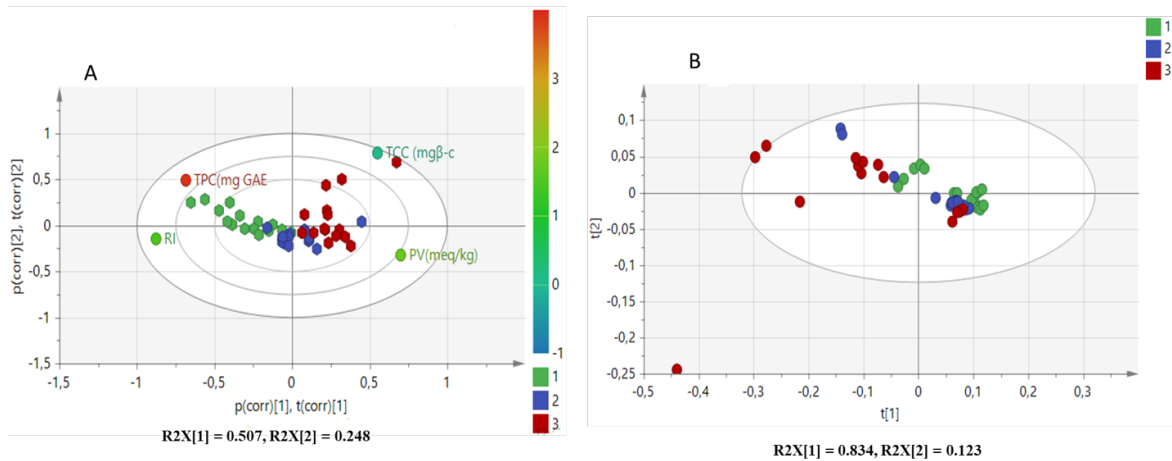 A
3
2
1
0
-1
1
2
3
1
0,5
0
-0,5
-1
-1,5
p(corr)[2], t(corr)[2]
TCC (mgβ-c
TPC(mg GAE
RI
PV(meq/kg)
-1,5 -1 -0,5 0 0,5 1
p(corr)[1], t(corr)[1]
R2X[1] = 0.507, R2X[2] = 0.248
B
1
2
3
0,1
0,05
0
-0,05
-0,1
-0,15
-0,2
-0,25
t[2]
-0,5 -0,4 -0,3 -0,2 -0,1 0 0,1 0,2 0,3
t[1]
R2X[1] = 0.834, R2X[2] = 0.123